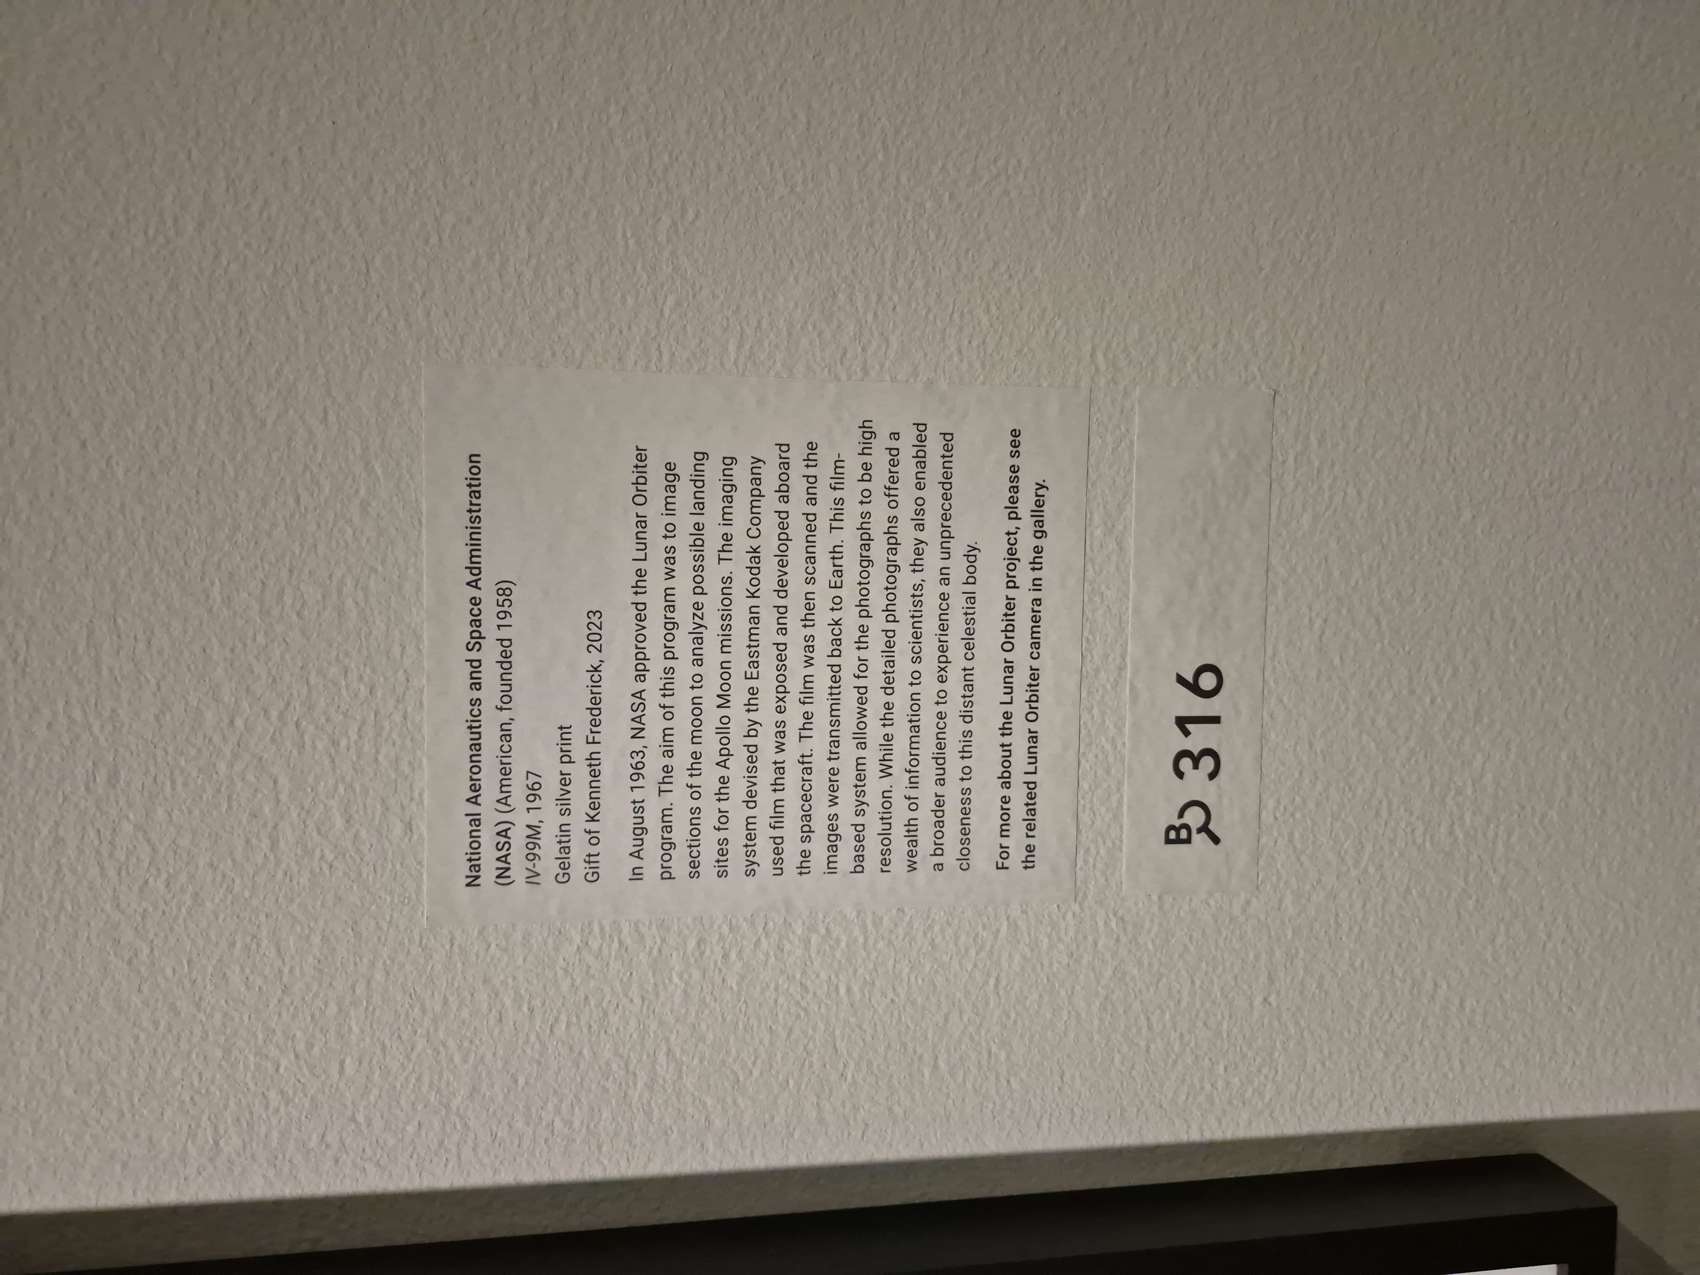 National Aeronautics and Space Administration
(NASA) (American, founded 1958)
IV-99M, 1967
Gelatin silver print
Gift of Kenneth Frederick, 2023
In August 1963, NASA approved the Lunar Orbiter
program. The aim of this program was to image
sections of the moon to analyze possible landing
sites for the Apollo Moon missions. The imaging
system devised by the Eastman Kodak Company
used film that was exposed and developed aboard
the spacecraft. The film was then scanned and the
images were transmitted back to Earth. This film-
based system allowed for the photographs to be high
resolution. While the detailed photographs offered a
wealth of information to scientists, they also enabled
a broader audience to experience an unprecedented
closeness to this distant celestial body.
For more about the Lunar Orbiter project, please see
the related Lunar Orbiter camera in the gallery.
B 316